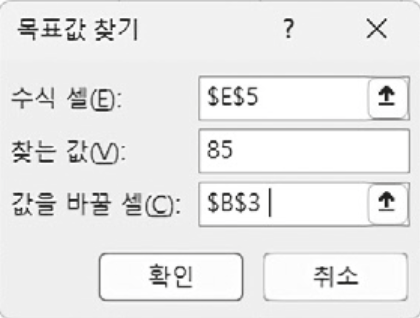 목표값 찾기 ?
수식 셀(E): $E$5
찾는 값(V): 85
값을 바꿀 셀(C): $B$3
확인 취소